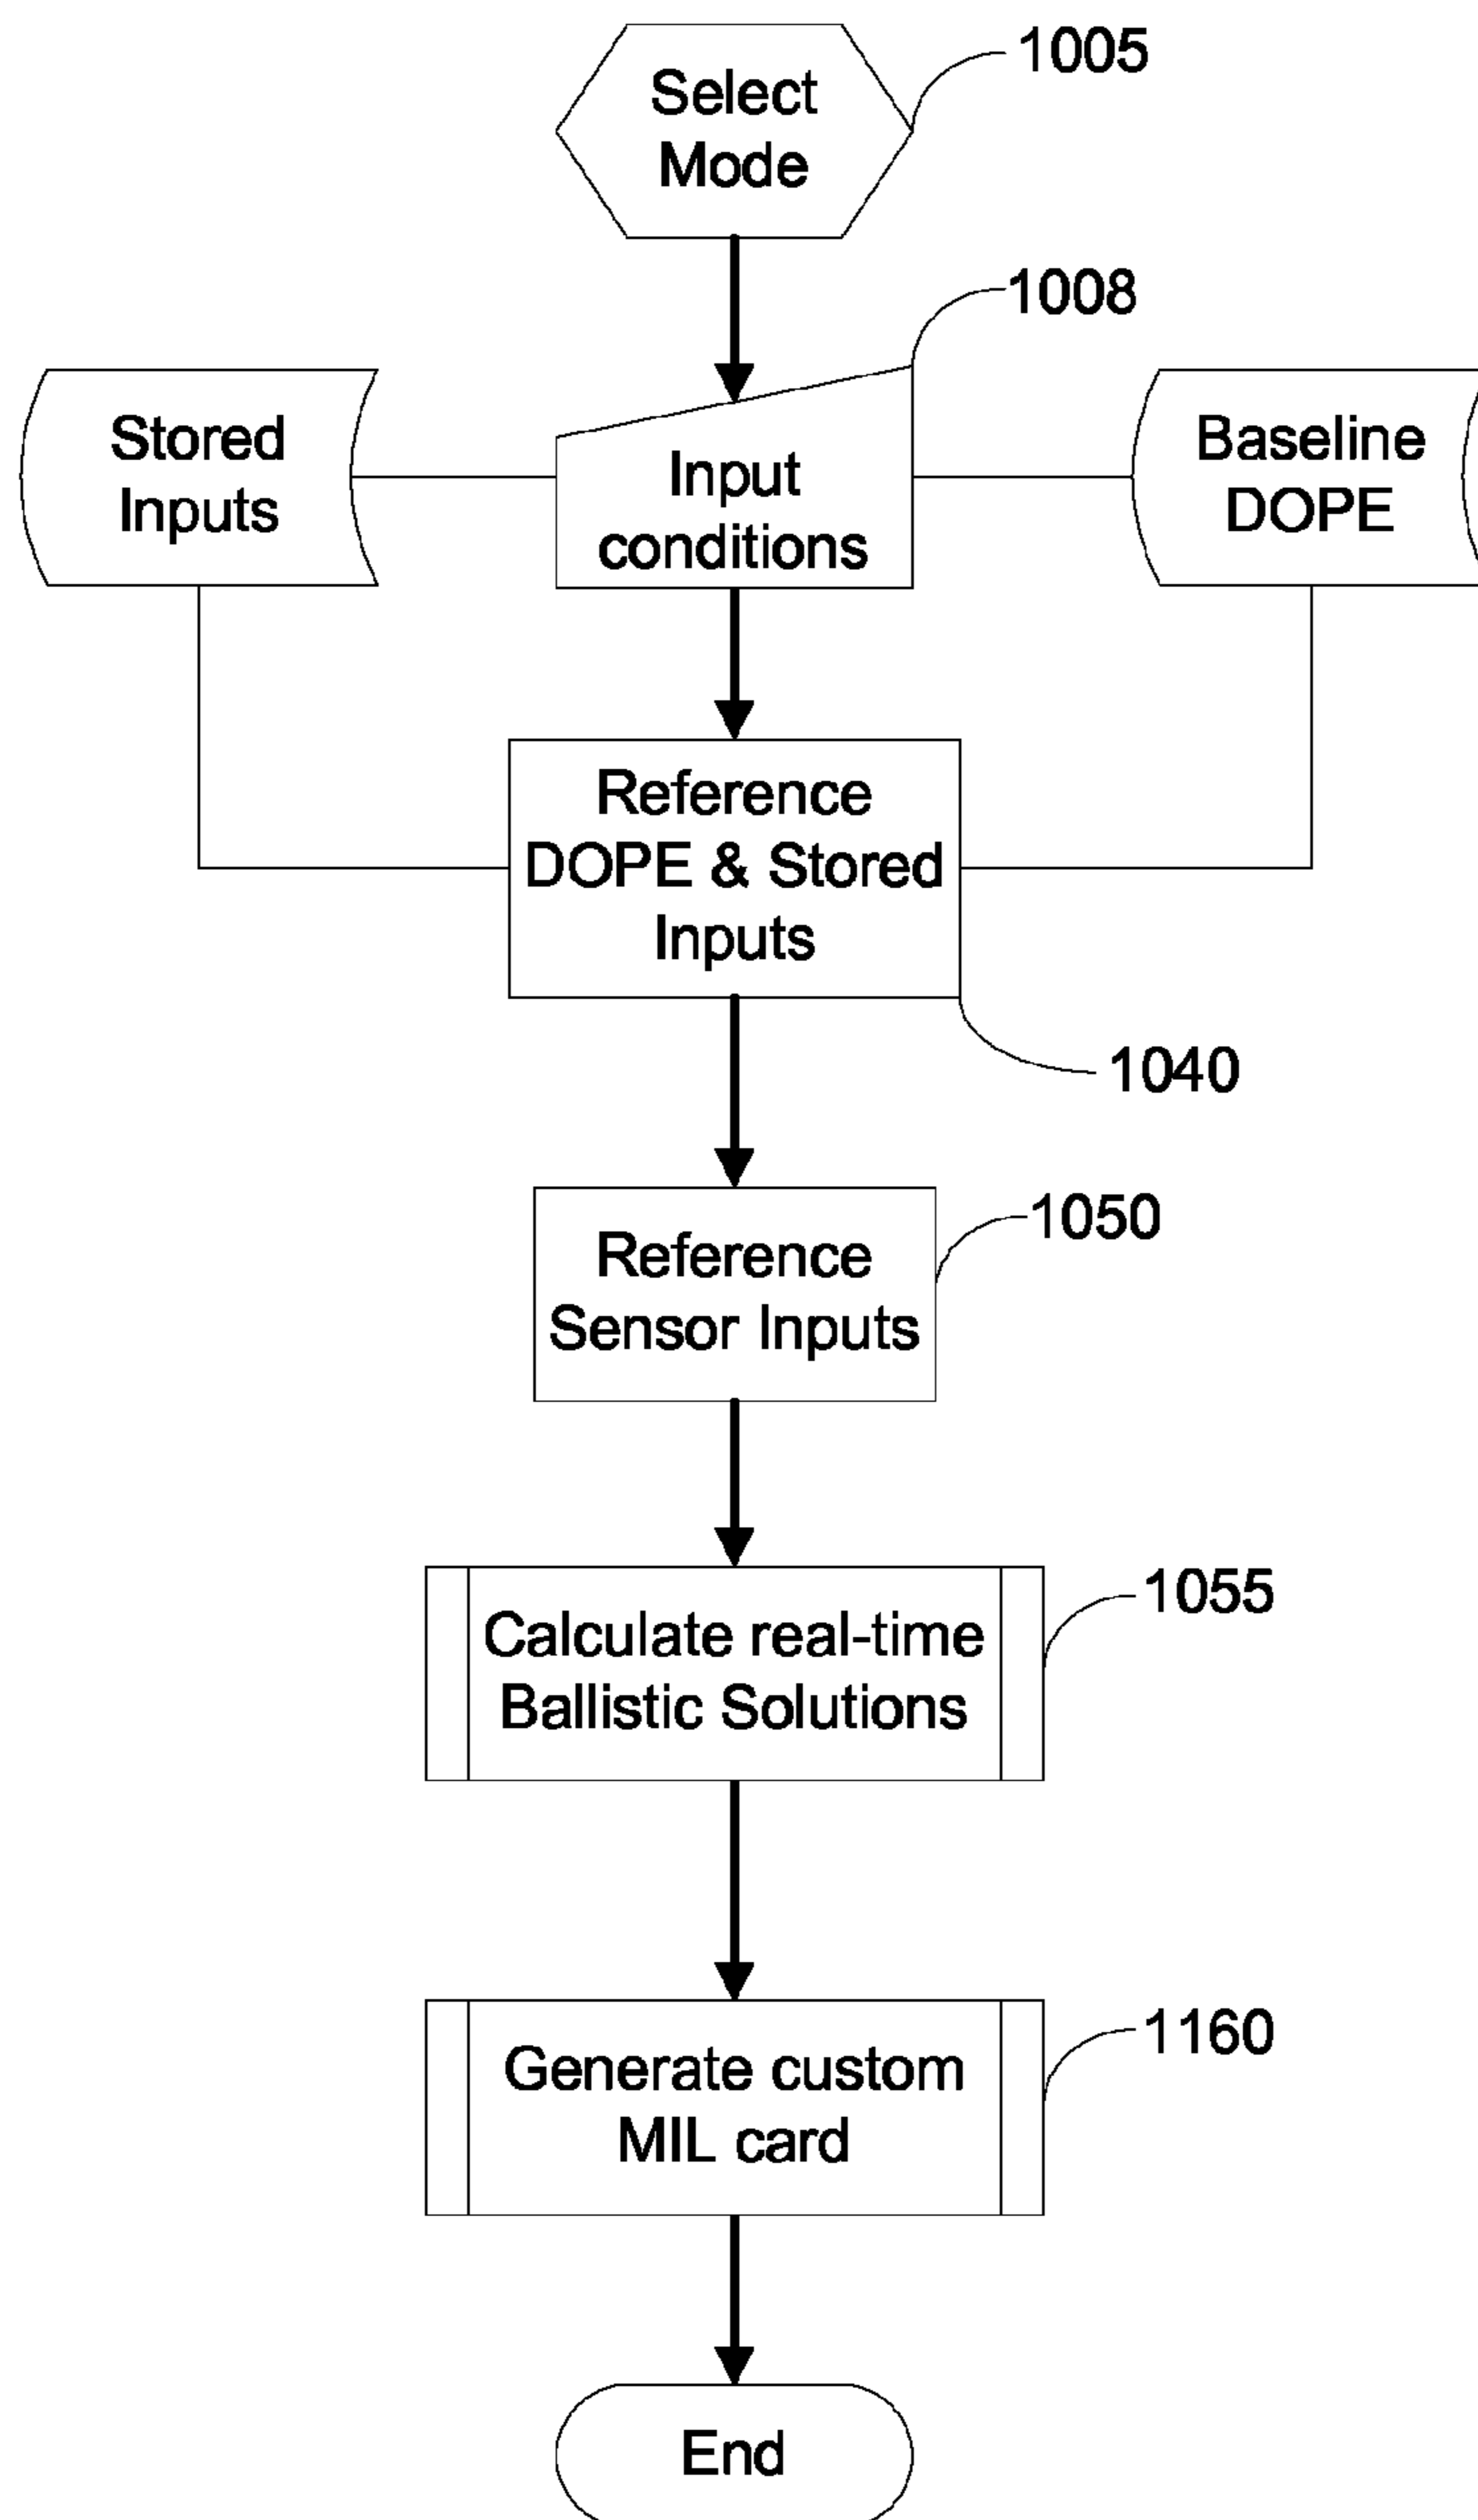 Select
Mode
1005
1008
Stored
Inputs
Input
conditions
Baseline
DOPE
Reference
DOPE & Stored
Inputs
1040
Reference
Sensor Inputs
1050
Calculate real-time
Ballistic Solutions
1055
Generate custom
MIL card
1160
End